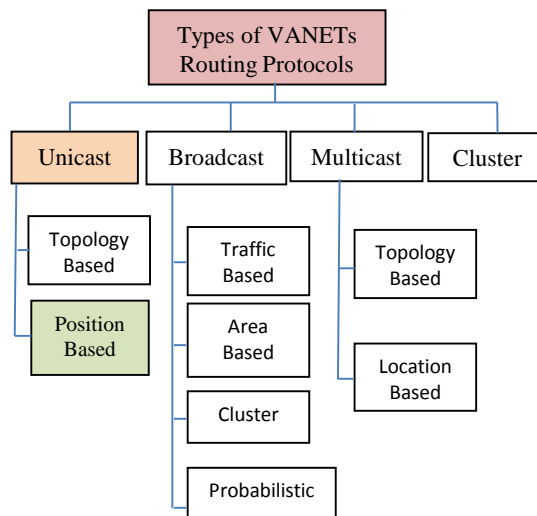 Types of VANETs
Routing Protocols
Unicast
Broadcast
Multicast
Cluster
Topology
Based
Position
Based
Traffic
Based
Area
Based
Cluster
Probabilistic
Topology
Based
Location
Based